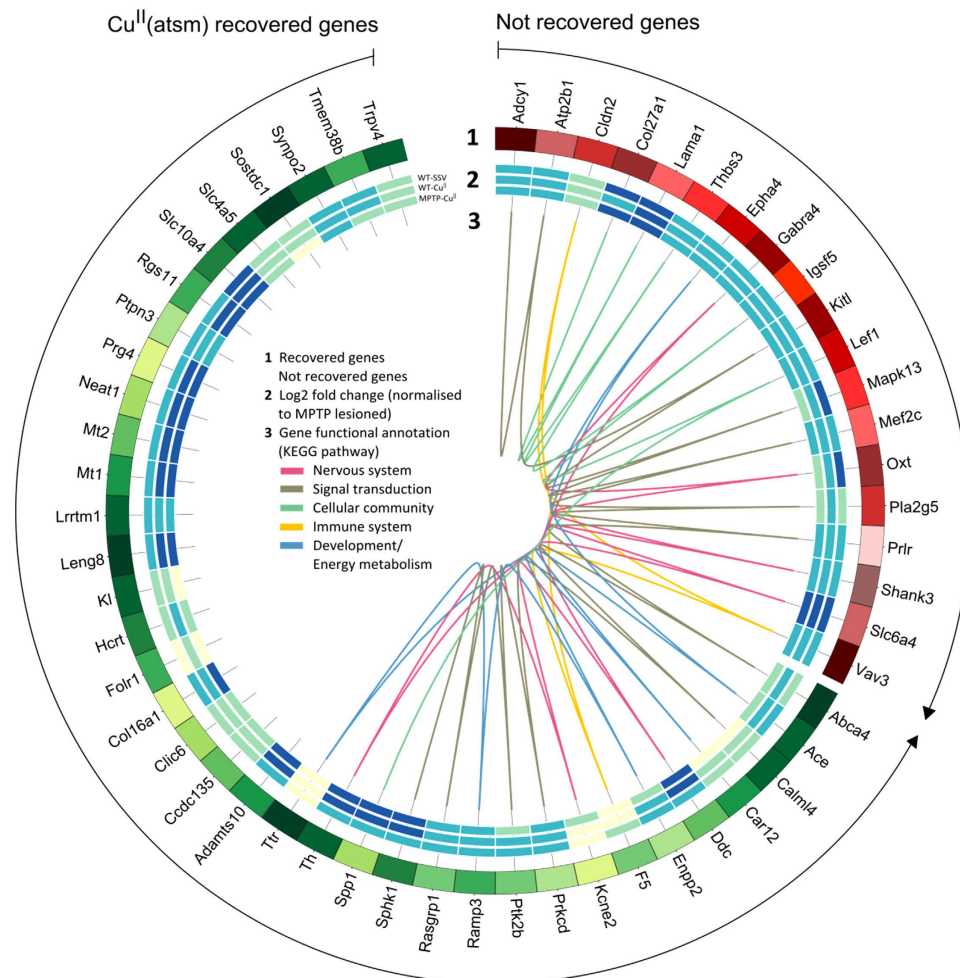 Cu^II(atsm) recovered genes
Not recovered genes
1
2
3
WT-SSV
WT-Cu^II
MPTP-Cu^II
Adcy1
Atp2b1
Cldn2
Col27a1
Lama1
Thbs3
Epha4
Gabra4
Igsf5
Kitl
Lef1
Mapk13
Mef2c
Oxt
Pla2g5
Prlr
Shank3
Slc6a4
Vav3
Abca4
Ace
Calml4
Car12
Ddc
Enpp2
F5
Kcne2
Prkcd
Ptk2b
Ramp3
Rasgrp1
Sphk1
Spp1
Th
Ttr
Adamts10
Ccdc135
Clic6
Col16a1
Folr1
Hcrt
Kl
Leng8
Lrrtm1
Mt1
Mt2
Neat1
Prg4
Ptpn3
Rgs11
Slc10a4
Slc4a5
Sostdc1
Synpo2
Tmem38b
Trpv4
1 Recovered genes
Not recovered genes
2 Log2 fold change (normalised
to MPTP lesioned)
3 Gene functional annotation
(KEGG pathway)
Nervous system
Signal transduction
Cellular community
Immune system
Development/
Energy metabolism